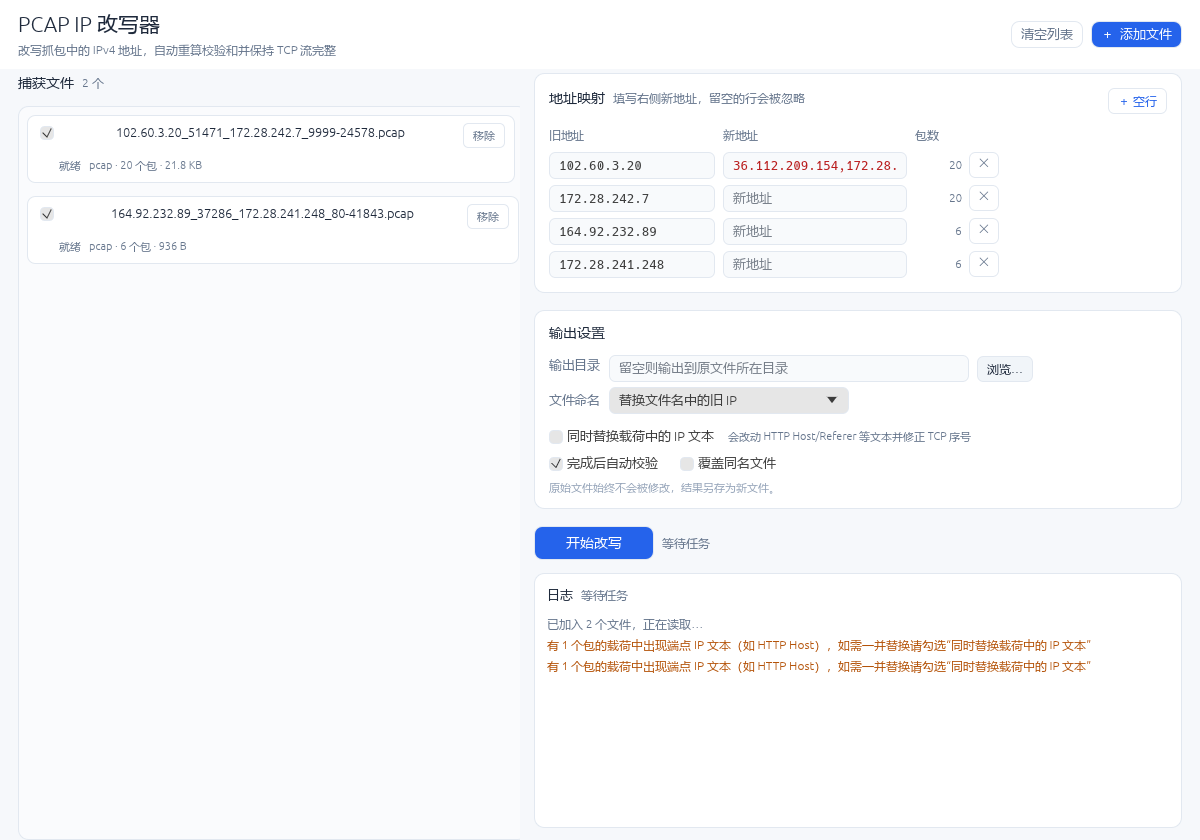 PCAP IP 改写器
改写抓包中的 IPv4 地址，自动重算校验和并保持 TCP 流完整
清空列表
+ 添加文件
捕获文件 2 个
102.60.3.20_51471_172.28.242.7_9999-24578.pcap
移除
就绪 pcap · 20 个包 · 21.8 KB
164.92.232.89_37286_172.28.241.248_80-41843.pcap
移除
就绪 pcap · 6 个包 · 936 B
地址映射 填写右侧新地址，留空的行会被忽略
+ 空行
旧地址 新地址 包数
102.60.3.20 36.112.209.154,172.28. 20
172.28.242.7 新地址 20
164.92.232.89 新地址 6
172.28.241.248 新地址 6
输出设置
输出目录 留空则输出到原文件所在目录 浏览...
文件命名 替换文件名中的旧 IP
同时替换载荷中的 IP 文本 会改动 HTTP Host/Referer 等文本并修正 TCP 序号
完成后自动校验 覆盖同名文件
原始文件始终不会被修改，结果另存为新文件。
开始改写 等待任务
日志 等待任务
已加入 2 个文件，正在读取…
有 1 个包的载荷中出现端点 IP 文本（如 HTTP Host），如需一并替换请勾选“同时替换载荷中的 IP 文本”
有 1 个包的载荷中出现端点 IP 文本（如 HTTP Host），如需一并替换请勾选“同时替换载荷中的 IP 文本”